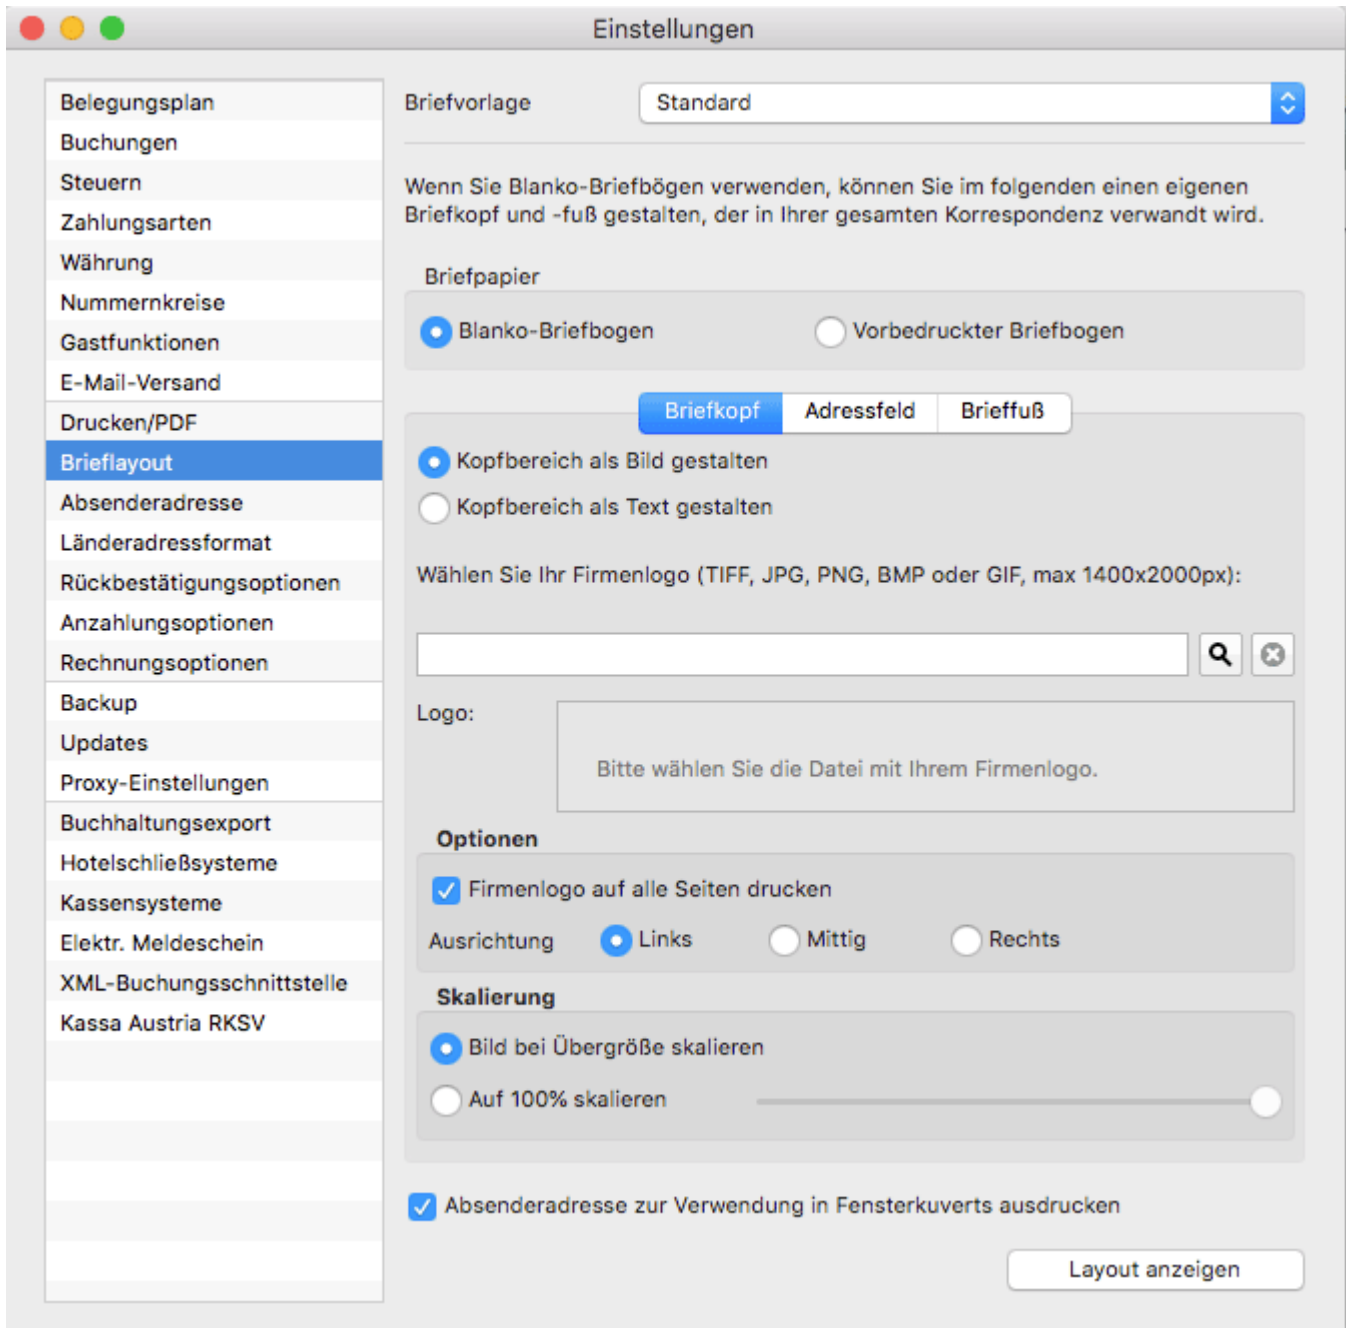 Einstellungen
Belegungsplan
Buchungen
Steuern
Zahlungsarten
Währung
Nummernkreise
Gastfunktionen
E-Mail-Versand
Drucken/PDF
Brieflayout
Absenderadresse
Länderadressformat
Rückbestätigungsoptionen
Anzahlungsoptionen
Rechnungsoptionen
Backup
Updates
Proxy-Einstellungen
Buchhaltungsexport
Hotelschließsysteme
Kassensysteme
Elektr. Meldeschein
XML-Buchungsschnittstelle
Kassa Austria RKSV
Briefvorlage Standard
Wenn Sie Blanko-Briefbögen verwenden, können Sie im folgenden einen eigenen
Briefkopf und -fuß gestalten, der in Ihrer gesamten Korrespondenz verwandt wird.
Briefpapier
Blanko-Briefbogen Vorbedruckter Briefbogen
Briefkopf Adressfeld Brieffuß
Kopfbereich als Bild gestalten
Kopfbereich als Text gestalten
Wählen Sie Ihr Firmenlogo (TIFF, JPG, PNG, BMP oder GIF, max 1400x2000px):
Logo:
Bitte wählen Sie die Datei mit Ihrem Firmenlogo.
Optionen
Firmenlogo auf alle Seiten drucken
Ausrichtung Links Mittig Rechts
Skalierung
Bild bei Übergröße skalieren
Auf 100% skalieren
Absenderadresse zur Verwendung in Fensterkuverts ausdrucken
Layout anzeigen